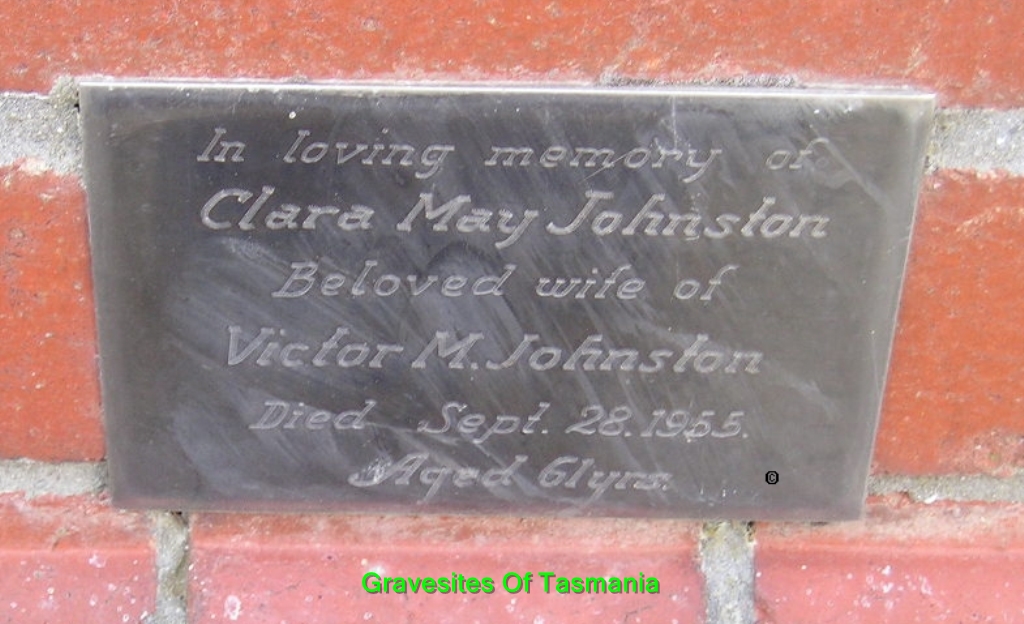 In loving memory of
Clara May Johnston
Beloved wife of
Victor M. Johnston
Died Sept. 28. 1955.
Aged 61yrs.
©
Gravesites Of Tasmania